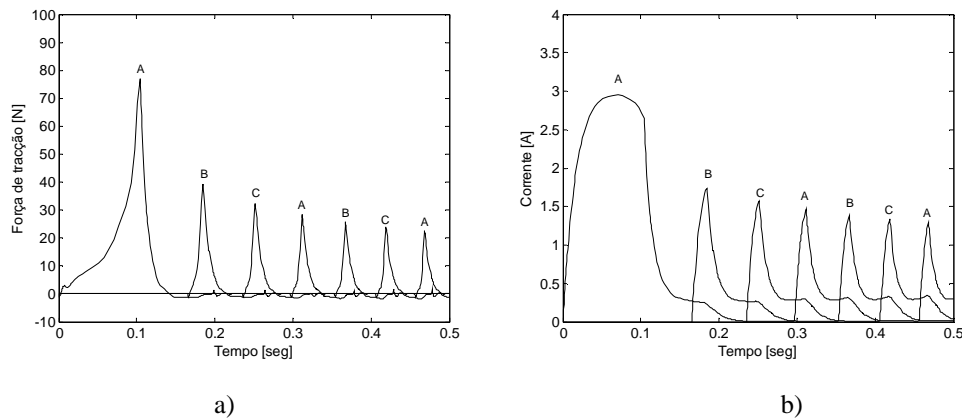 100
90
80
70
60
50
40
30
20
10
0
-10
Força de tracção [N]
A
B
C
A
B
C
A
0
0.1
0.2
0.3
0.4
0.5
Tempo [seg]
a)
4
3.5
3
2.5
2
1.5
1
0.5
0
Corrente [A]
A
B
C
A
B
C
A
0
0.1
0.2
0.3
0.4
0.5
Tempo [seg]
b)